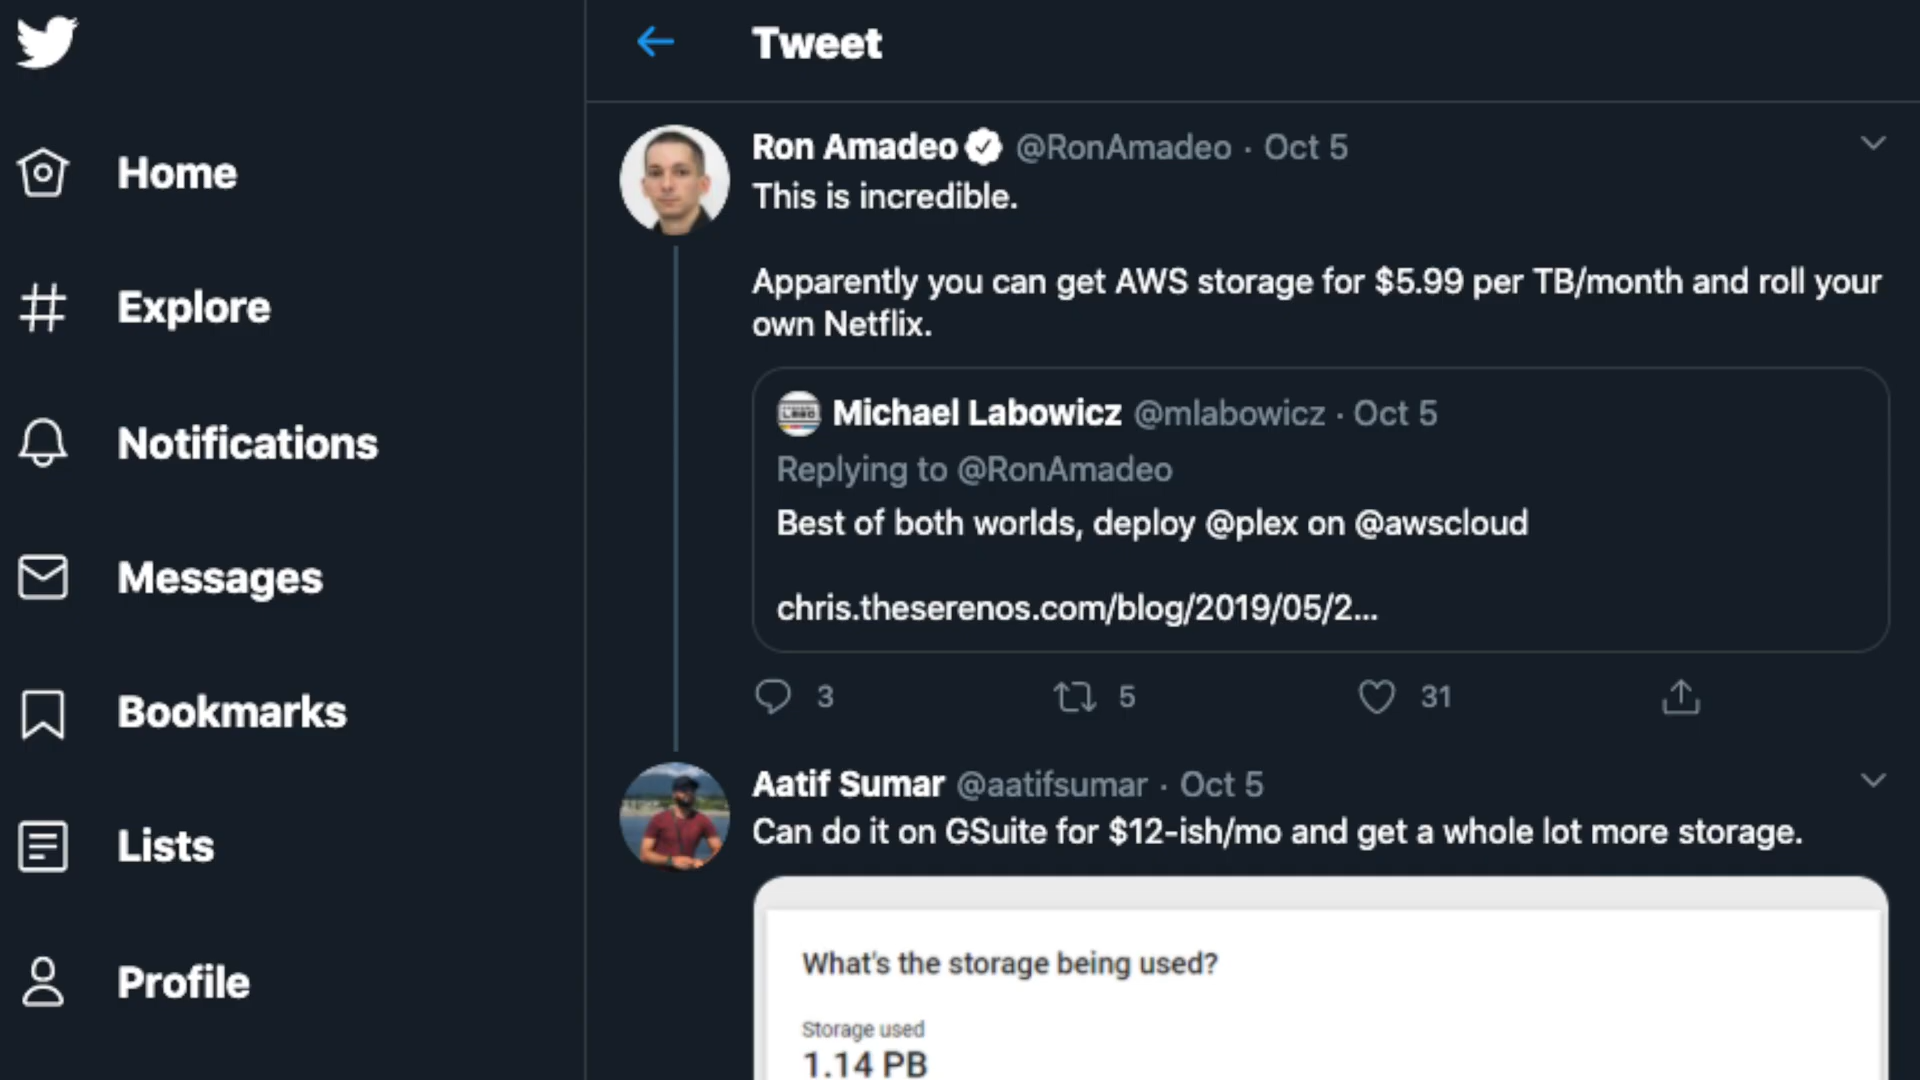 Tweet
Home
Explore
Notifications
Messages
Bookmarks
Lists
Profile
Ron Amadeo @RonAmadeo · Oct 5
This is incredible.
Apparently you can get AWS storage for $5.99 per TB/month and roll your
own Netflix.
Michael Labowicz @mlabowicz · Oct 5
Replying to @RonAmadeo
Best of both worlds, deploy @plex on @awscloud
chris.theserenos.com/blog/2019/05/2...
3 5 31
Aatif Sumar @aatifsumar · Oct 5
Can do it on GSuite for $12-ish/mo and get a whole lot more storage.
What's the storage being used?
Storage used
1.14 PB